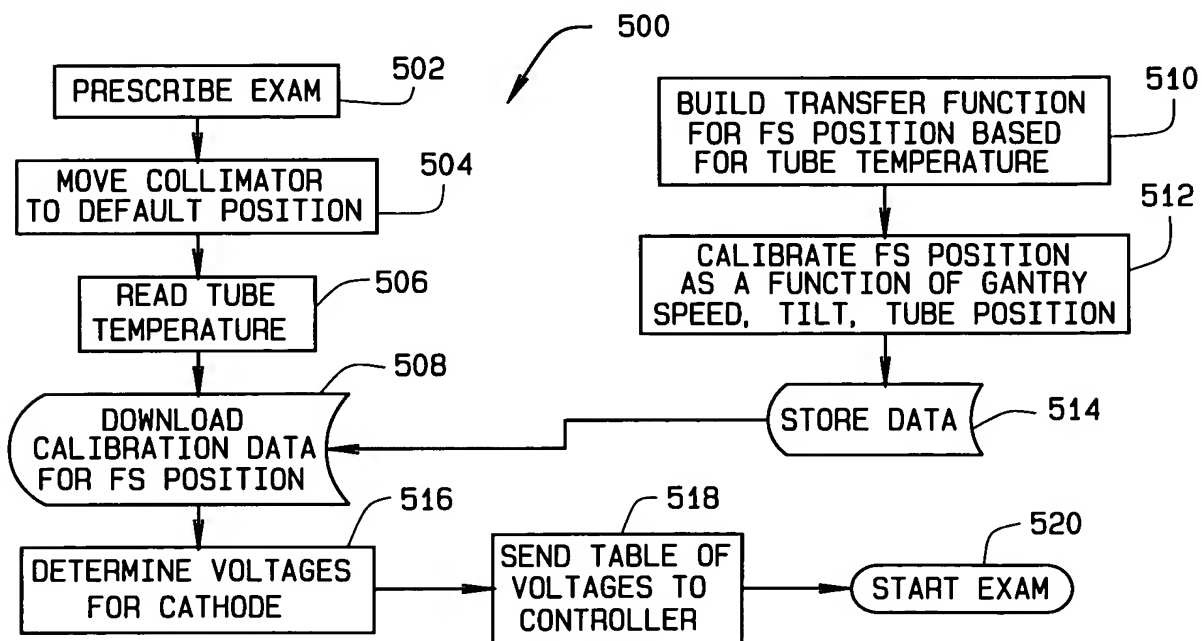 500
PRESCRIBE EXAM
502
MOVE COLLIMATOR
TO DEFAULT POSITION
504
READ TUBE
TEMPERATURE
506
DOWNLOAD
CALIBRATION DATA
FOR FS POSITION
508
BUILD TRANSFER FUNCTION
FOR FS POSITION BASED
FOR TUBE TEMPERATURE
510
CALIBRATE FS POSITION
AS A FUNCTION OF GANTRY
SPEED, TILT, TUBE POSITION
512
STORE DATA
514
DETERMINE VOLTAGES
FOR CATHODE
516
SEND TABLE OF
VOLTAGES TO
CONTROLLER
518
START EXAM
520